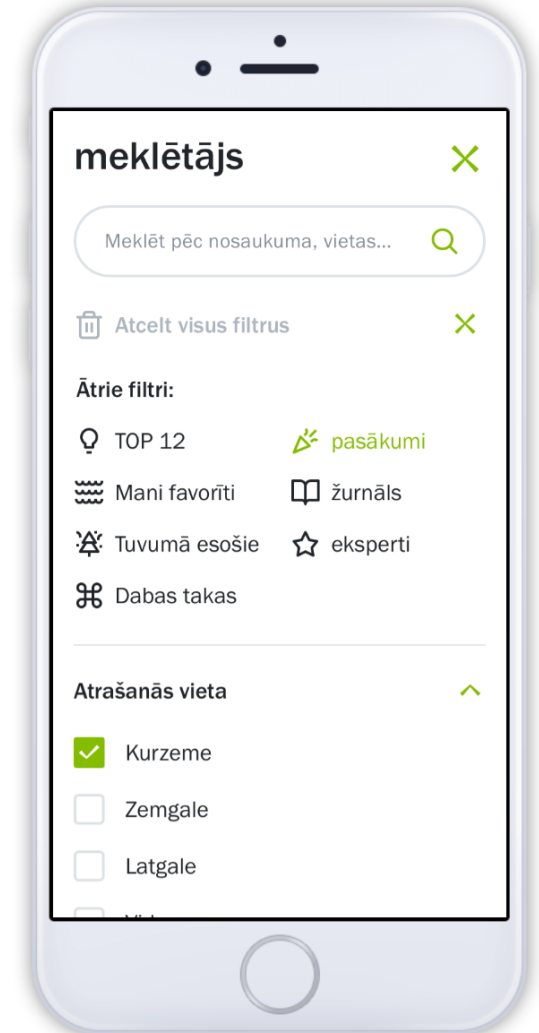 meklētājs
Meklēt pēc nosaukuma, vietas...
Atcelt visus filtrus
Ātrie filtri:
TOP 12
pasākumi
Mani favorīti
žurnāls
Tuvumā esošie
eksperti
Dabas takas
Atrašanās vieta
Kurzeme
Zemgale
Latgale